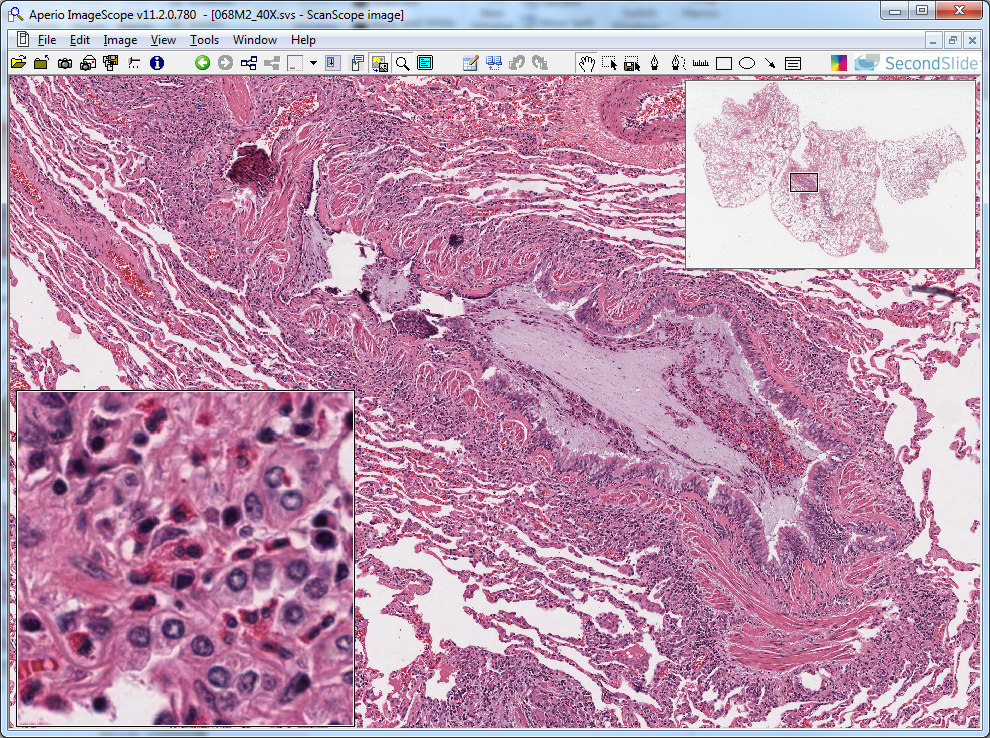 Aperio ImageScope v11.2.0.780 - [068M2_40X.svs - ScanScope image]
File Edit Image View Tools Window Help
SecondSlide